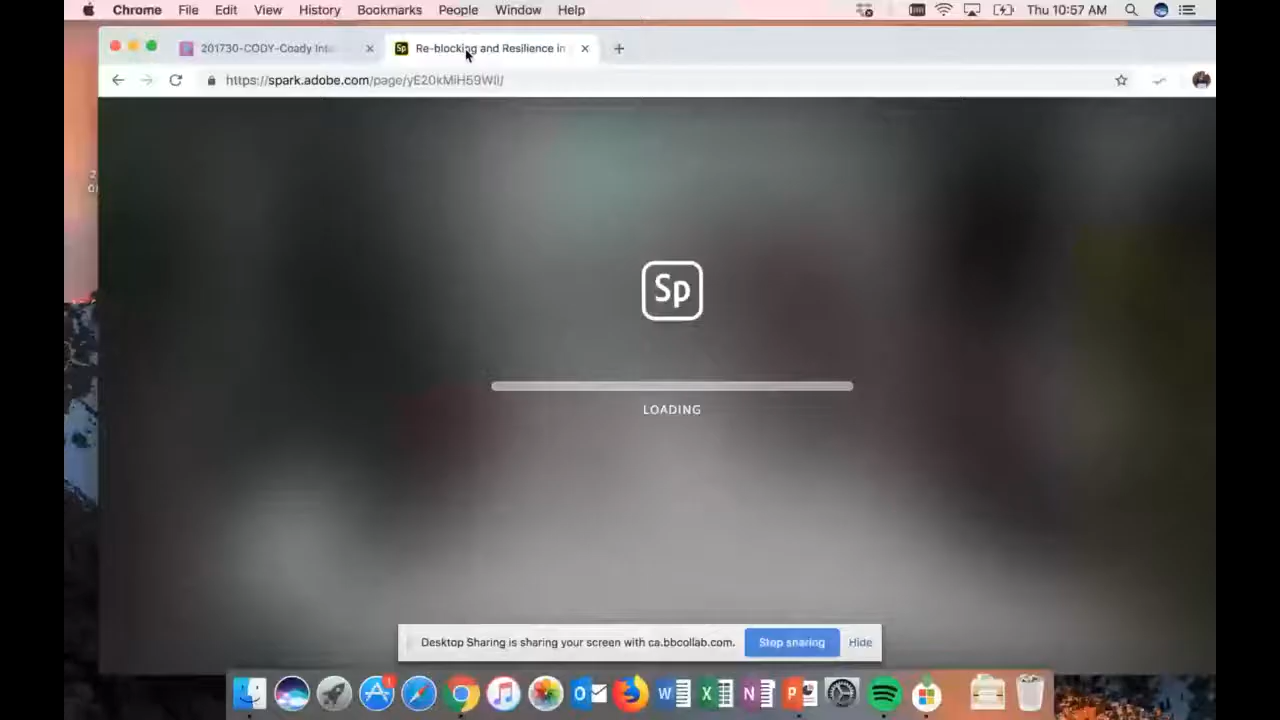 Chrome File Edit View History Bookmarks People Window Help Thu 10:57 AM
201730-CODY-Coady Inte
Sp Re-blocking and Resilience in
https://spark.adobe.com/page/yE20kMiH59WlI/
Sp
LOADING
Desktop Sharing is sharing your screen with ca.bbcollab.com. Stop sharing Hide